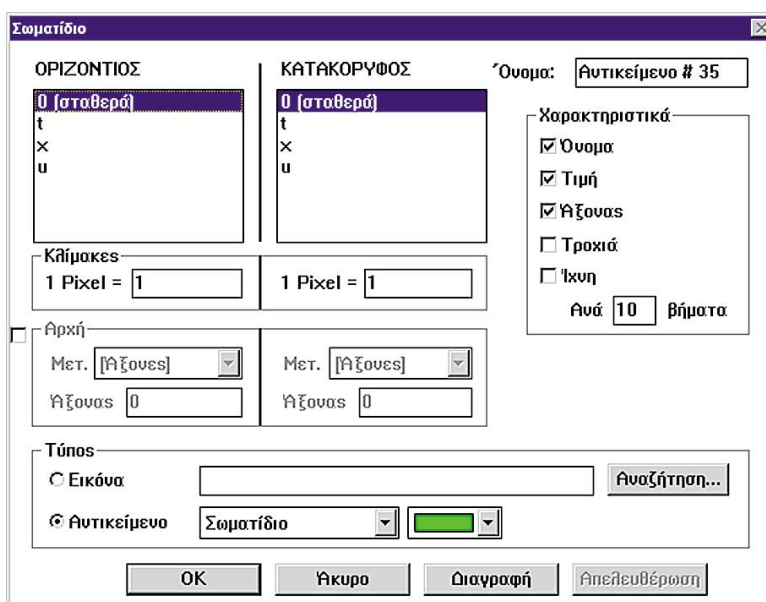 Σωματίδιο
ΟΡΙΖΟΝΤΙΟΣ
0 (σταθερά)
t
x
u
ΚΑΤΑΚΟΡΥΦΟΣ
0 (σταθερά)
t
x
u
Όνομα: Αντικείμενο # 35
Χαρακτηριστικά
Όνομα
Τιμή
Άξονας
Τροχιά
Ίχνη
Ανά 10 βήματα
Κλίμακες
1 Pixel = 1
1 Pixel = 1
Αρχή
Μετ. [Άξονες]
Μετ. [Άξονες]
Άξονας 0
Άξονας 0
Τύπος
Εικόνα
Αναζήτηση...
Αντικείμενο Σωματίδιο
OK Άκυρο Διαγραφή Απελευθέρωση